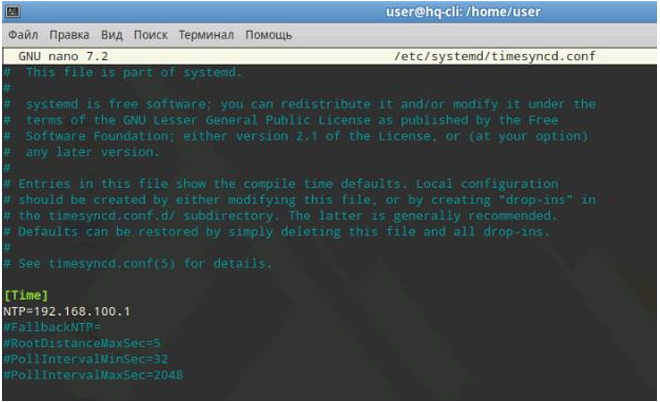 user@hq-cli: /home/user
Файл Правка Вид Поиск Терминал Помощь
GNU nano 7.2 /etc/systemd/timesyncd.conf
#  This file is part of systemd.
#
#  systemd is free software; you can redistribute it and/or modify it under the
#  terms of the GNU Lesser General Public License as published by the Free
#  Software Foundation; either version 2.1 of the License, or (at your option)
#  any later version.
#
# Entries in this file show the compile time defaults. Local configuration
# should be created by either modifying this file, or by creating "drop-ins" in
# the timesyncd.conf.d/ subdirectory. The latter is generally recommended.
# Defaults can be restored by simply deleting this file and all drop-ins.
#
# See timesyncd.conf(5) for details.
[Time]
NTP=192.168.100.1
#FallbackNTP=
#RootDistanceMaxSec=5
#PollIntervalMinSec=32
#PollIntervalMaxSec=2048